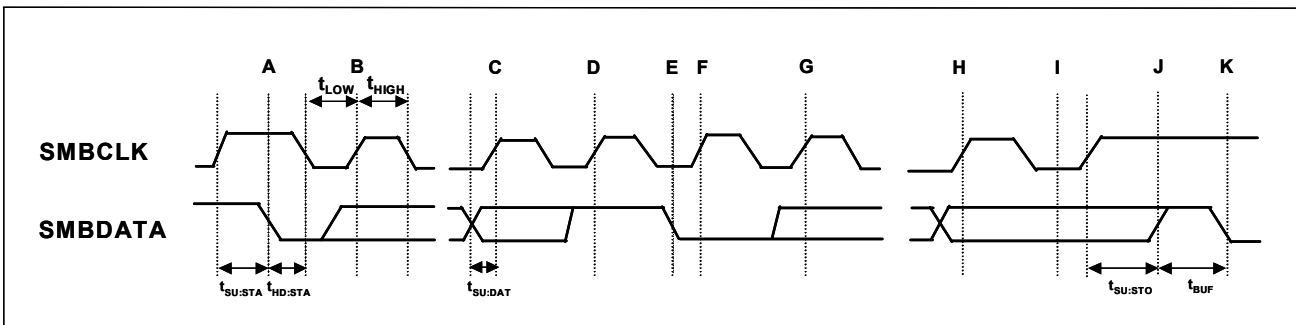 A B C D E F G H I J K
tLOW tHIGH
SMBCLK
SMBDATA
tSU:STA tHD:STA tSU:DAT tSU:STO tBUF